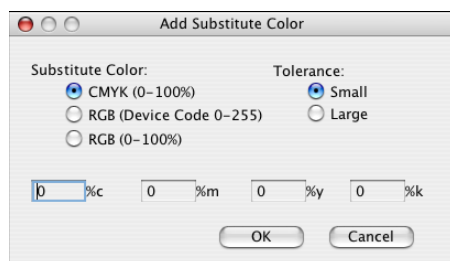 Add Substitute Color
Substitute Color: Tolerance:
CMYK (0-100%) Small
RGB (Device Code 0-255) Large
RGB (0-100%)
0 %c 0 %m 0 %y 0 %k
OK Cancel